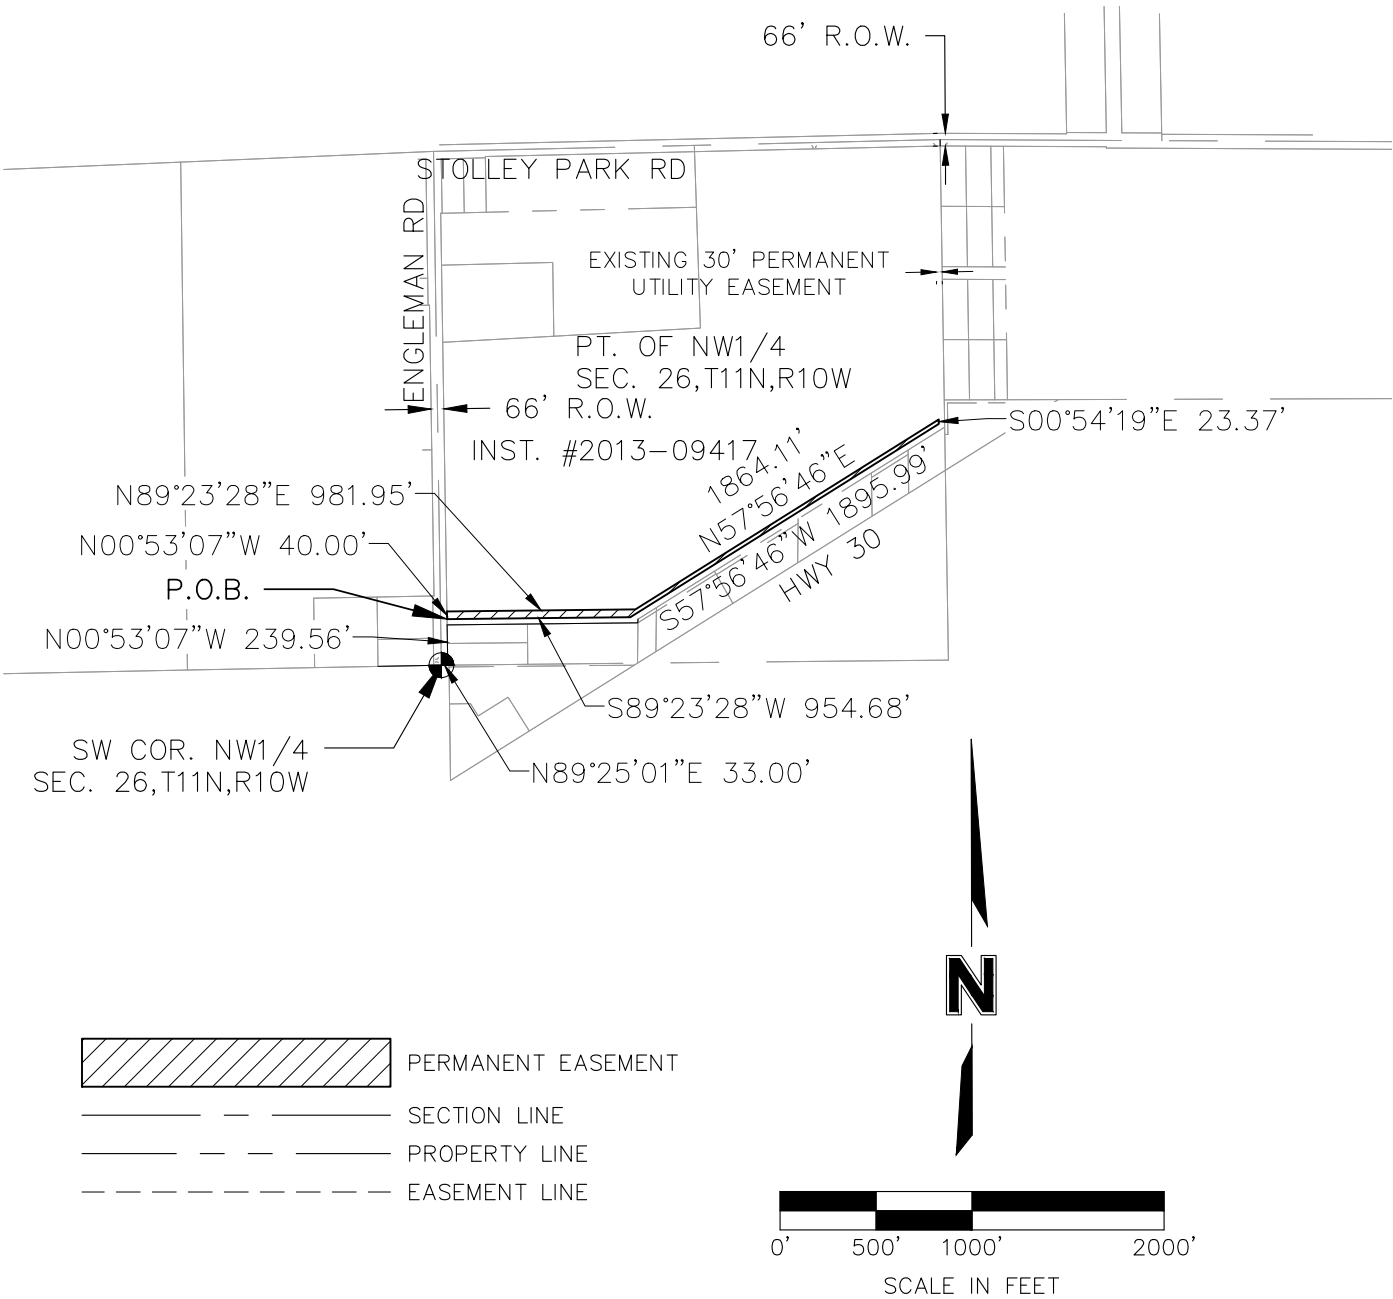 66’ R.O.W.
STOLLEY PARK RD
ENGLEMAN RD
EXISTING 30’ PERMANENT
UTILITY EASEMENT
PT. OF NW1/4
SEC. 26,T11N,R10W
66’ R.O.W.
INST. #2013-09417
S00°54’19”E 23.37’
1864.11’
N57°56’46”E
S57°56’46”W 1895.99’
HWY 30
N89°23’28”E 981.95’
N00°53’07”W 40.00’
P.O.B.
N00°53’07”W 239.56’
S89°23’28”W 954.68’
SW COR. NW1/4
SEC. 26,T11N,R10W
N89°25’01”E 33.00’
N
PERMANENT EASEMENT
SECTION LINE
PROPERTY LINE
EASEMENT LINE
0’ 500’ 1000’ 2000’
SCALE IN FEET